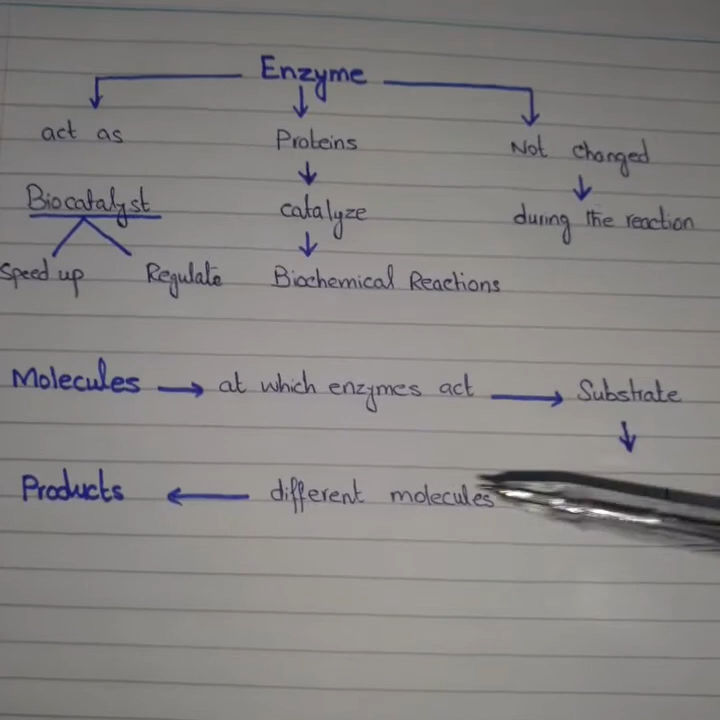 Enzyme
act as Proteins Not changed
Biocatalyst catalyze during the reaction
Speed up Regulate Biochemical Reactions
Molecules → at which enzymes act → Substrate
Products ← different molecules